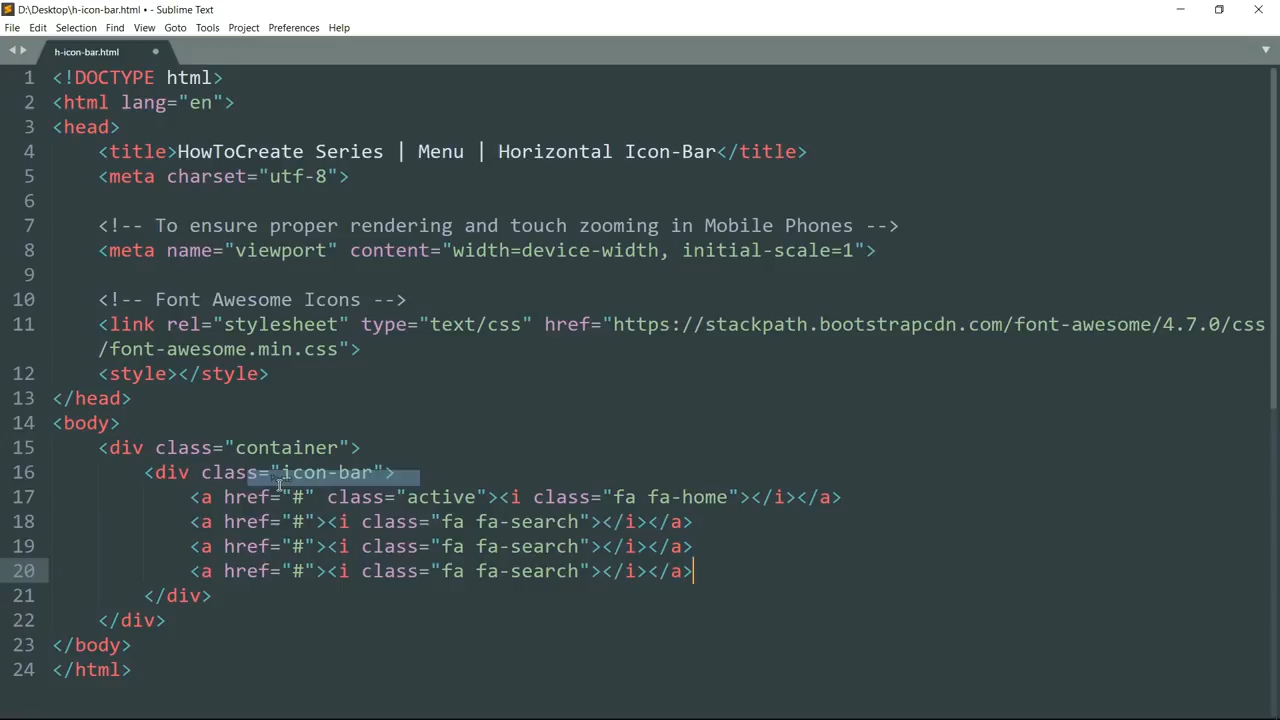 D:\Desktop\h-icon-bar.html • - Sublime Text
File Edit Selection Find View Goto Tools Project Preferences Help
h-icon-bar.html
1 <!DOCTYPE html>
2 <html lang="en">
3 <head>
4 <title>HowToCreate Series | Menu | Horizontal Icon-Bar</title>
5 <meta charset="utf-8">
6
7 <!-- To ensure proper rendering and touch zooming in Mobile Phones -->
8 <meta name="viewport" content="width=device-width, initial-scale=1">
9
10 <!-- Font Awesome Icons -->
11 <link rel="stylesheet" type="text/css" href="https://stackpath.bootstrapcdn.com/font-awesome/4.7.0/css
/font-awesome.min.css">
12 <style></style>
13 </head>
14 <body>
15 <div class="container">
16 <div class="icon-bar">
17 <a href="#" class="active"><i class="fa fa-home"></i></a>
18 <a href="#"><i class="fa fa-search"></i></a>
19 <a href="#"><i class="fa fa-search"></i></a>
20 <a href="#"><i class="fa fa-search"></i></a>
21 </div>
22 </div>
23 </body>
24 </html>